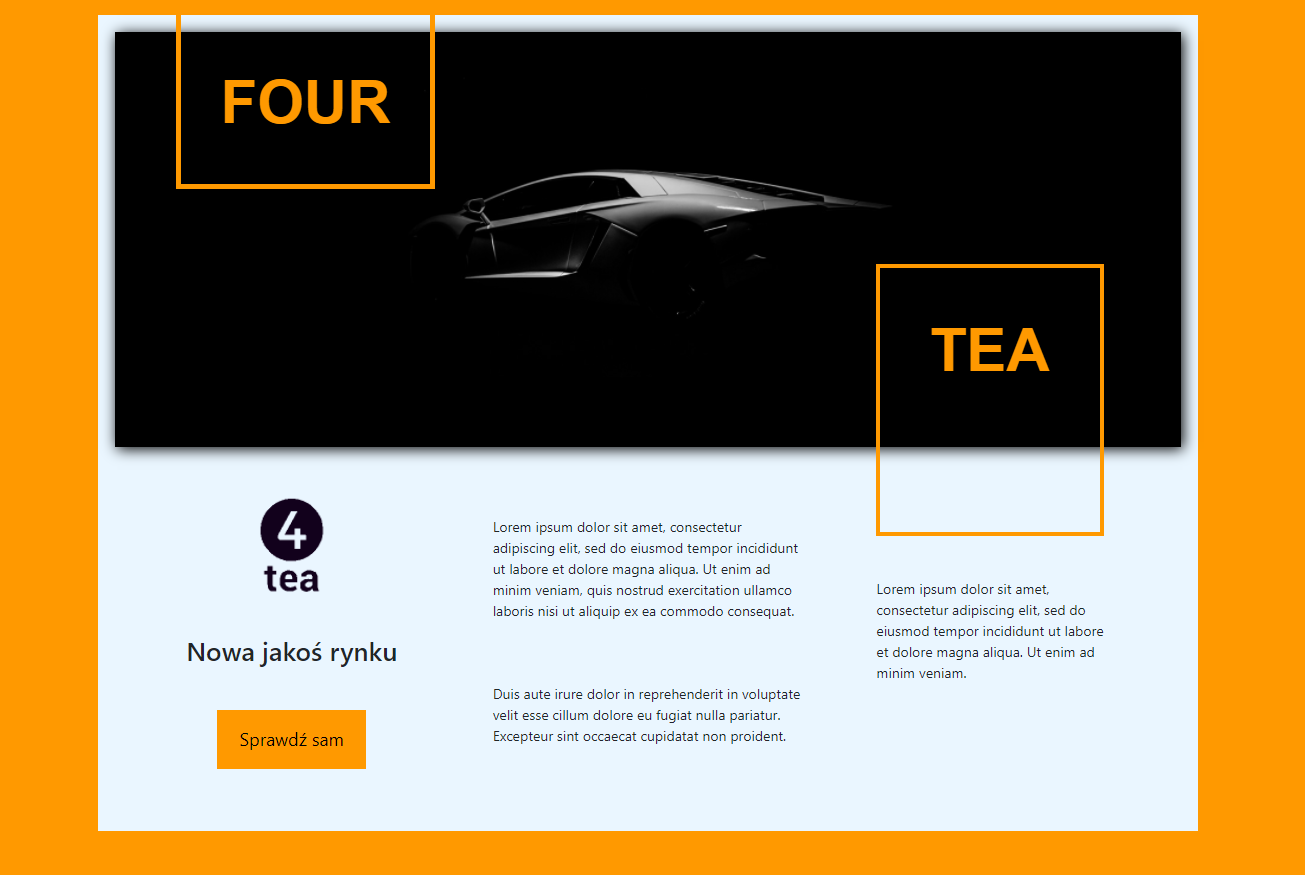 FOUR
TEA
4
tea
Nowa jakoś rynku
Sprawdź sam
Lorem ipsum dolor sit amet, consectetur
adipiscing elit, sed do eiusmod tempor incididunt
ut labore et dolore magna aliqua. Ut enim ad
minim veniam, quis nostrud exercitation ullamco
laboris nisi ut aliquip ex ea commodo consequat.
Duis aute irure dolor in reprehenderit in voluptate
velit esse cillum dolore eu fugiat nulla pariatur.
Excepteur sint occaecat cupidatat non proident.
Lorem ipsum dolor sit amet,
consectetur adipiscing elit, sed do
eiusmod tempor incididunt ut labore
et dolore magna aliqua. Ut enim ad
minim veniam.